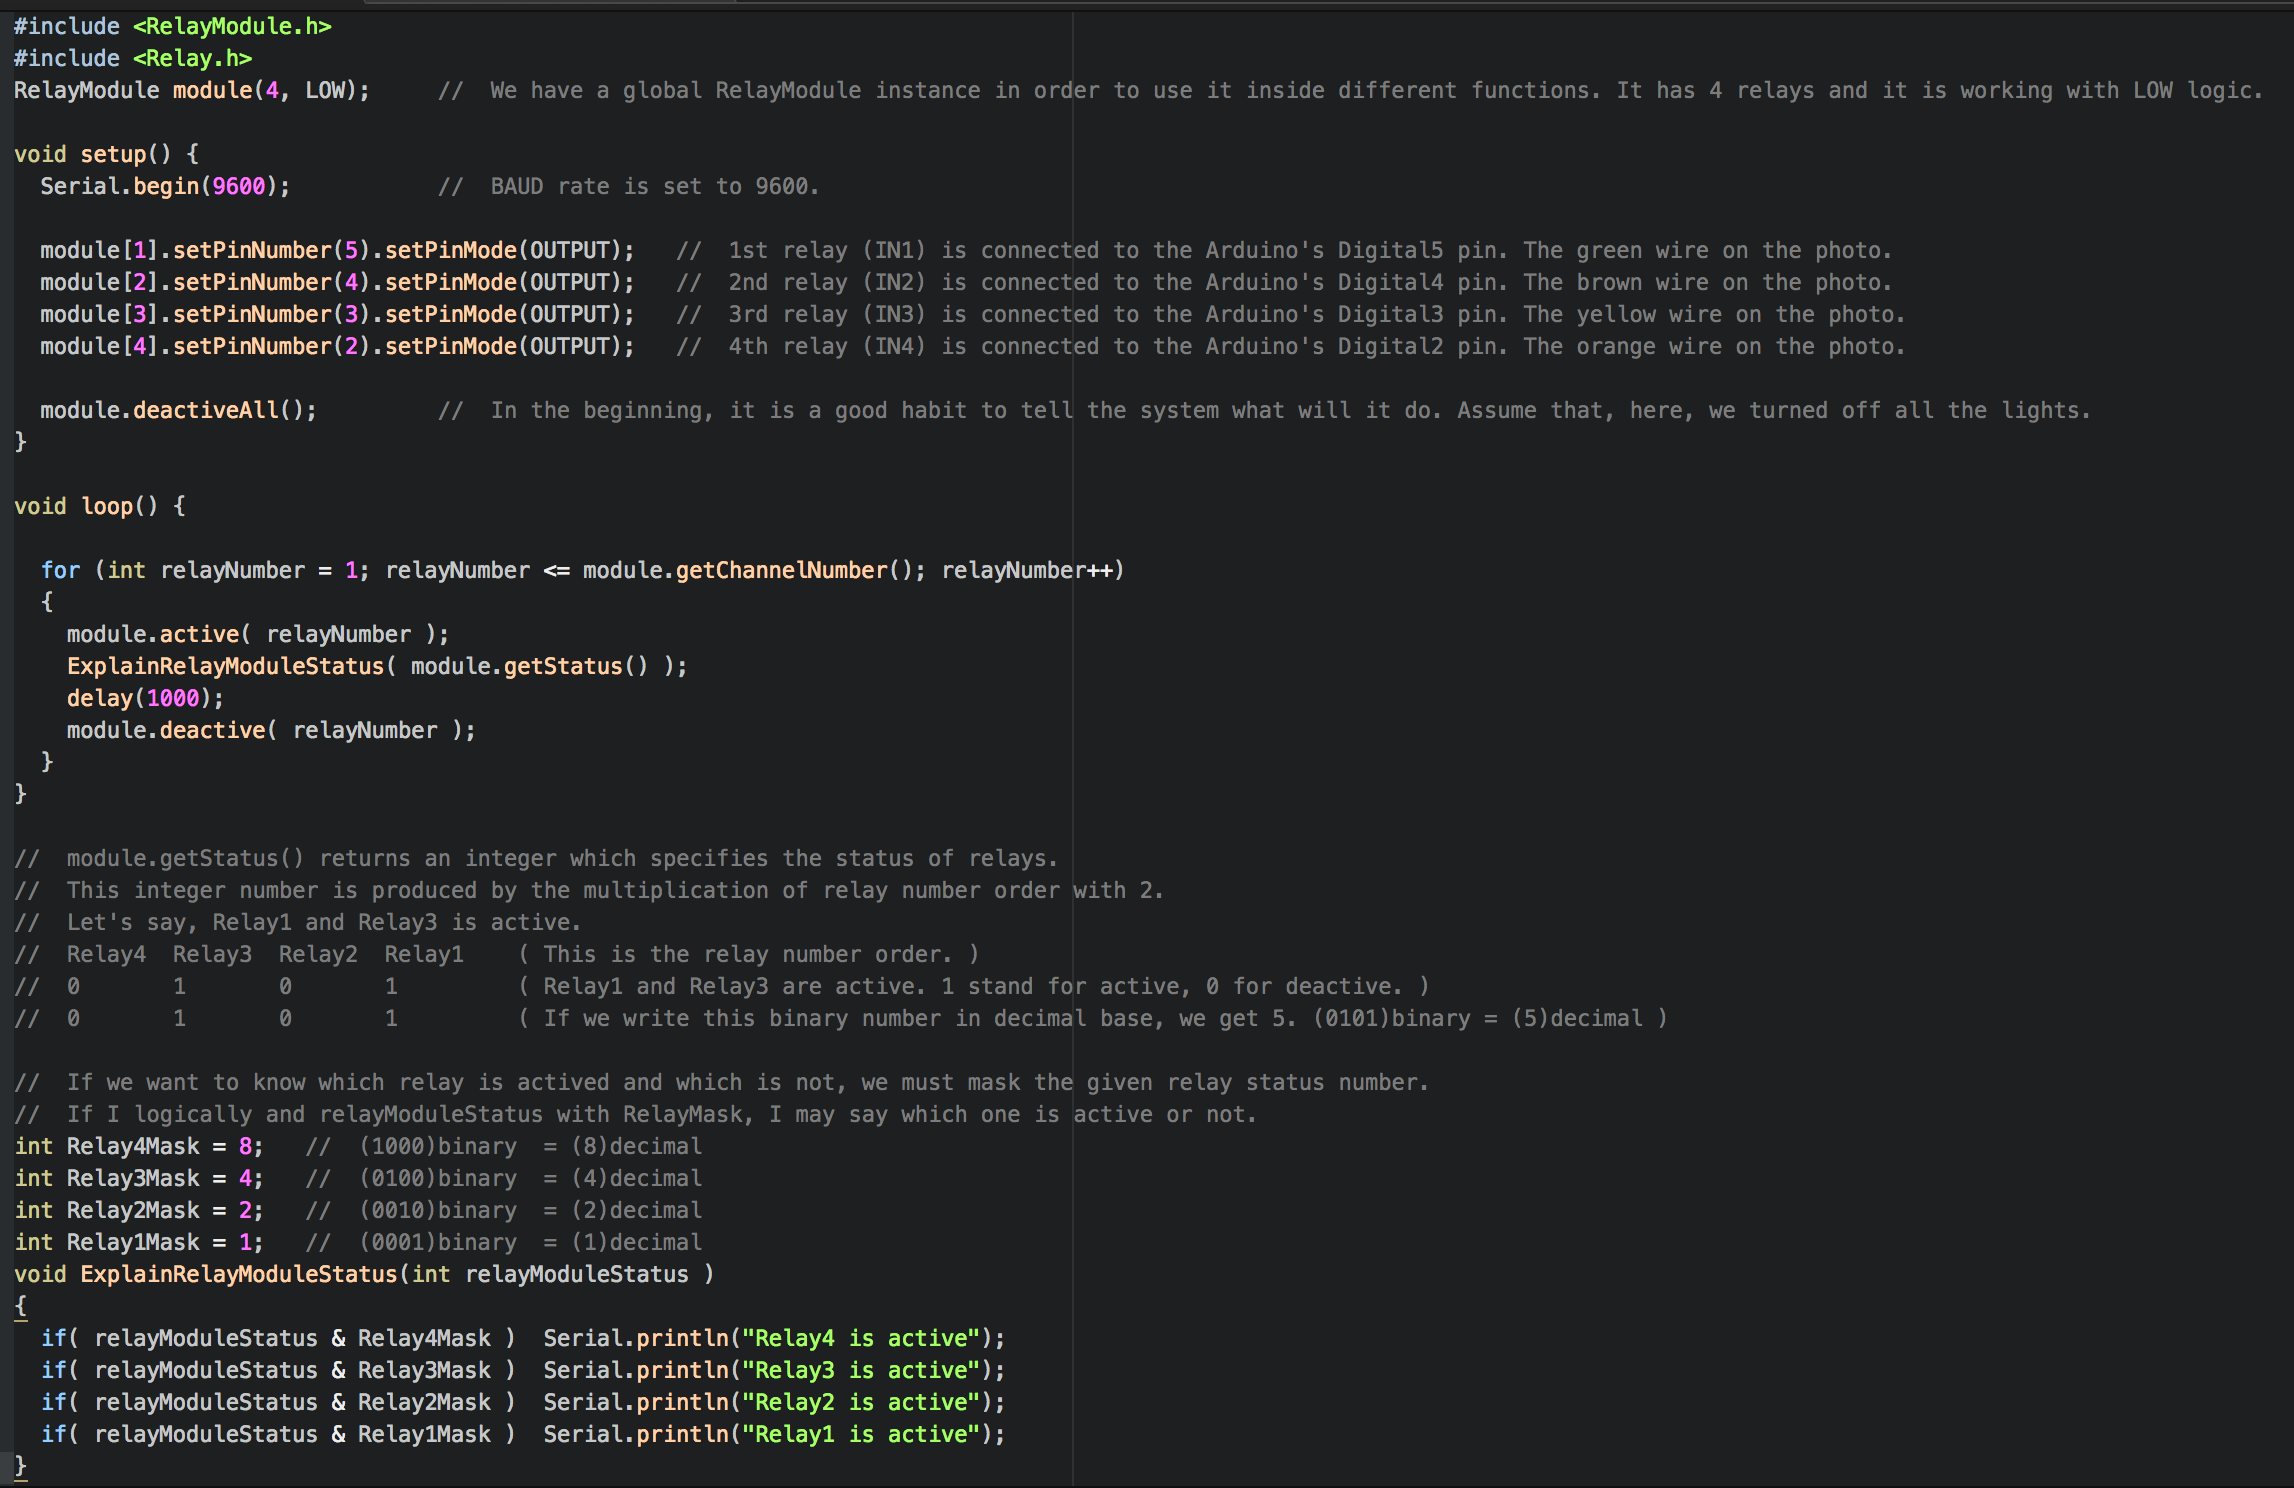 #include <RelayModule.h>
#include <Relay.h>
RelayModule module(4, LOW);     //  We have a global RelayModule instance in order to use it inside different functions. It has 4 relays and it is working with LOW logic.

void setup() {
  Serial.begin(9600);           //  BAUD rate is set to 9600.

  module[1].setPinNumber(5).setPinMode(OUTPUT);   //  1st relay (IN1) is connected to the Arduino's Digital5 pin. The green wire on the photo.
  module[2].setPinNumber(4).setPinMode(OUTPUT);   //  2nd relay (IN2) is connected to the Arduino's Digital4 pin. The brown wire on the photo.
  module[3].setPinNumber(3).setPinMode(OUTPUT);   //  3rd relay (IN3) is connected to the Arduino's Digital3 pin. The yellow wire on the photo.
  module[4].setPinNumber(2).setPinMode(OUTPUT);   //  4th relay (IN4) is connected to the Arduino's Digital2 pin. The orange wire on the photo.

  module.deactiveAll();         //  In the beginning, it is a good habit to tell the system what will it do. Assume that, here, we turned off all the lights.
}

void loop() {

  for (int relayNumber = 1; relayNumber <= module.getChannelNumber(); relayNumber++)
  {
    module.active( relayNumber );
    ExplainRelayModuleStatus( module.getStatus() );
    delay(1000);
    module.deactive( relayNumber );
  }
}

//  module.getStatus() returns an integer which specifies the status of relays.
//  This integer number is produced by the multiplication of relay number order with 2.
//  Let's say, Relay1 and Relay3 is active.
//  Relay4  Relay3  Relay2  Relay1    ( This is the relay number order. )
//  0       1       0       1         ( Relay1 and Relay3 are active. 1 stand for active, 0 for deactive. )
//  0       1       0       1         ( If we write this binary number in decimal base, we get 5. (0101)binary = (5)decimal )

//  If we want to know which relay is actived and which is not, we must mask the given relay status number.
//  If I logically and relayModuleStatus with RelayMask, I may say which one is active or not.
int Relay4Mask = 8;   //  (1000)binary  = (8)decimal
int Relay3Mask = 4;   //  (0100)binary  = (4)decimal
int Relay2Mask = 2;   //  (0010)binary  = (2)decimal
int Relay1Mask = 1;   //  (0001)binary  = (1)decimal
void ExplainRelayModuleStatus(int relayModuleStatus )
{
  if( relayModuleStatus & Relay4Mask )  Serial.println("Relay4 is active");
  if( relayModuleStatus & Relay3Mask )  Serial.println("Relay3 is active");
  if( relayModuleStatus & Relay2Mask )  Serial.println("Relay2 is active");
  if( relayModuleStatus & Relay1Mask )  Serial.println("Relay1 is active");
}